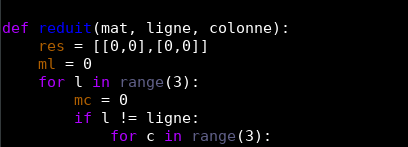 def reduit(mat, ligne, colonne):
    res = [[0,0],[0,0]]
    ml = 0
    for l in range(3):
        mc = 0
        if l != ligne:
            for c in range(3):